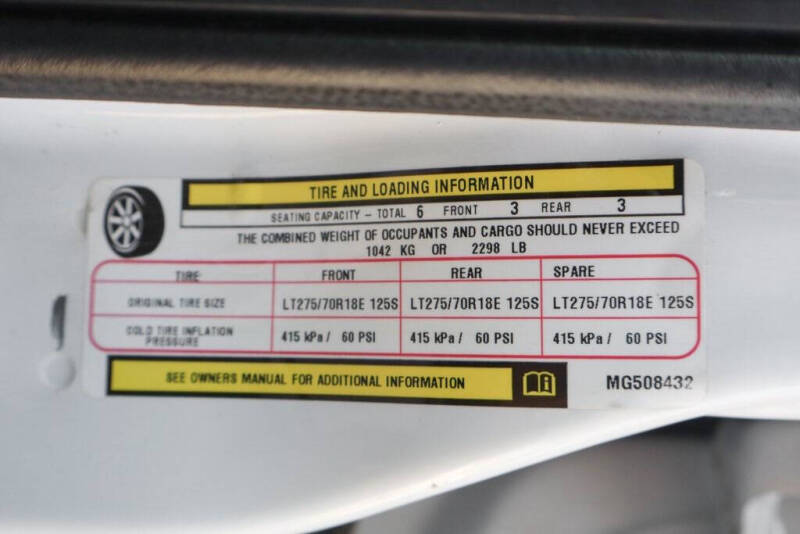 TIRE AND LOADING INFORMATION
SEATING CAPACITY - TOTAL 6 FRONT 3 REAR 3
THE COMBINED WEIGHT OF OCCUPANTS AND CARGO SHOULD NEVER EXCEED
1042 KG OR 2298 LB
TIRE FRONT REAR SPARE
ORIGINAL TIRE SIZE LT275/70R18E 125S LT275/70R18E 125S LT275/70R18E 125S
COLD TIRE INFLATION PRESSURE 415 kPa / 60 PSI 415 kPa / 60 PSI 415 kPa / 60 PSI
SEE OWNERS MANUAL FOR ADDITIONAL INFORMATION MG508432